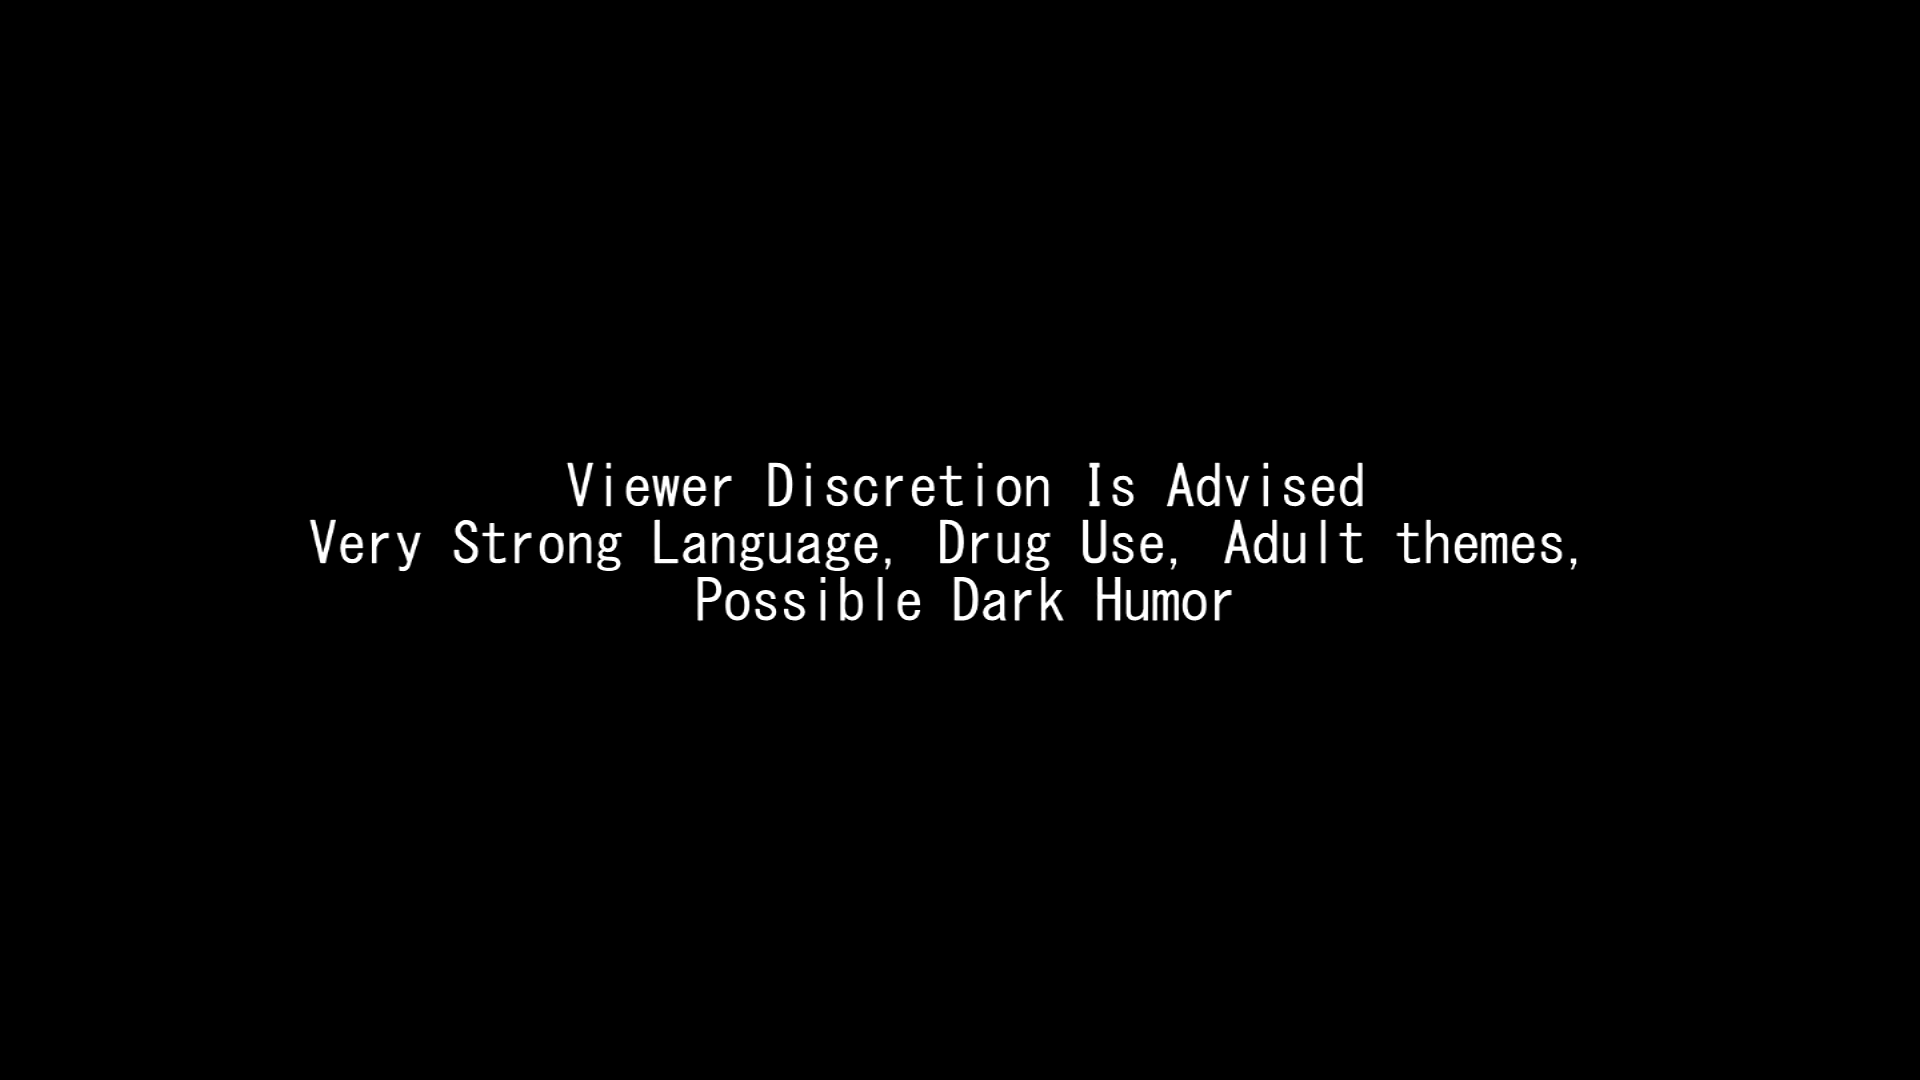 Viewer Discretion Is Advised
Very Strong Language, Drug Use, Adult themes,
Possible Dark Humor